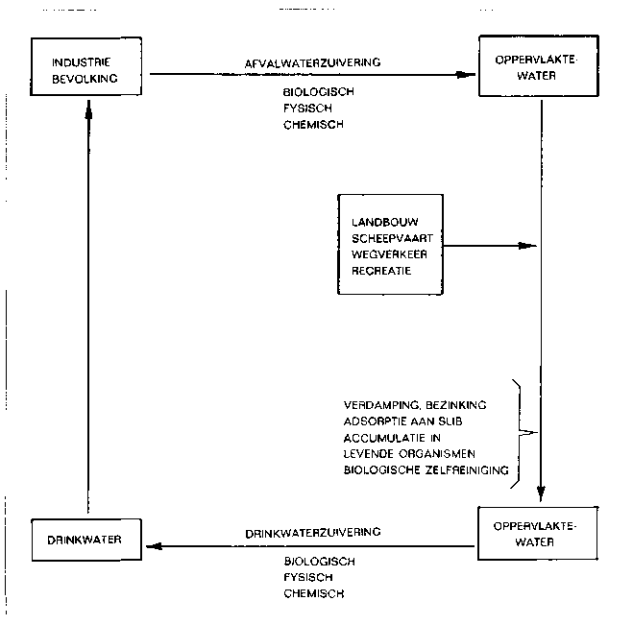 INDUSTRIE
BEVOLKING
AFVALWATERZUIVERING
BIOLOGISCH
FYSISCH
CHEMISCH
OPPERVLAKTE-
WATER
LANDBOUW
SCHEEPVAART
WEGVERKEER
RECREATIE
VERDAMPING, BEZINKING
ADSORPTIE AAN SLIB
ACCUMULATIE IN
LEVENDE ORGANISMEN
BIOLOGISCHE ZELFREINIGING
DRINKWATER
DRINKWATERZUIVERING
BIOLOGISCH
FYSISCH
CHEMISCH
OPPERVLAKTE-
WATER